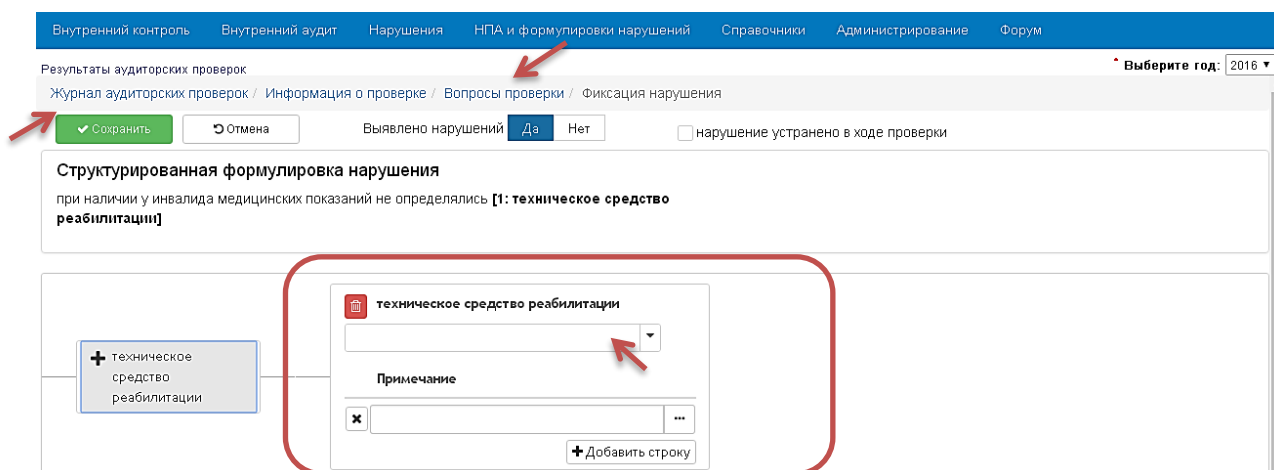 Внутренний контроль Внутренний аудит Нарушения НПА и формулировки нарушений Справочники Администрирование Форум
Результаты аудиторских проверок * Выберите год: 2016
Журнал аудиторских проверок / Информация о проверке / Вопросы проверки / Фиксация нарушения
Сохранить Отмена Выявлено нарушений Да Нет нарушение устранено в ходе проверки
Структурированная формулировка нарушения
при наличии у инвалида медицинских показаний не определялись [1: техническое средство
реабилитации]
техническое средство реабилитации
техническое
средство
реабилитации
Примечание
Добавить строку